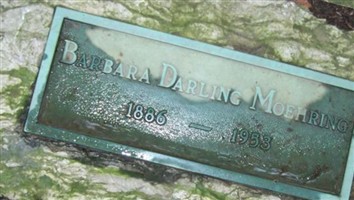 Barbara Darling Moehring
1886 — 1953